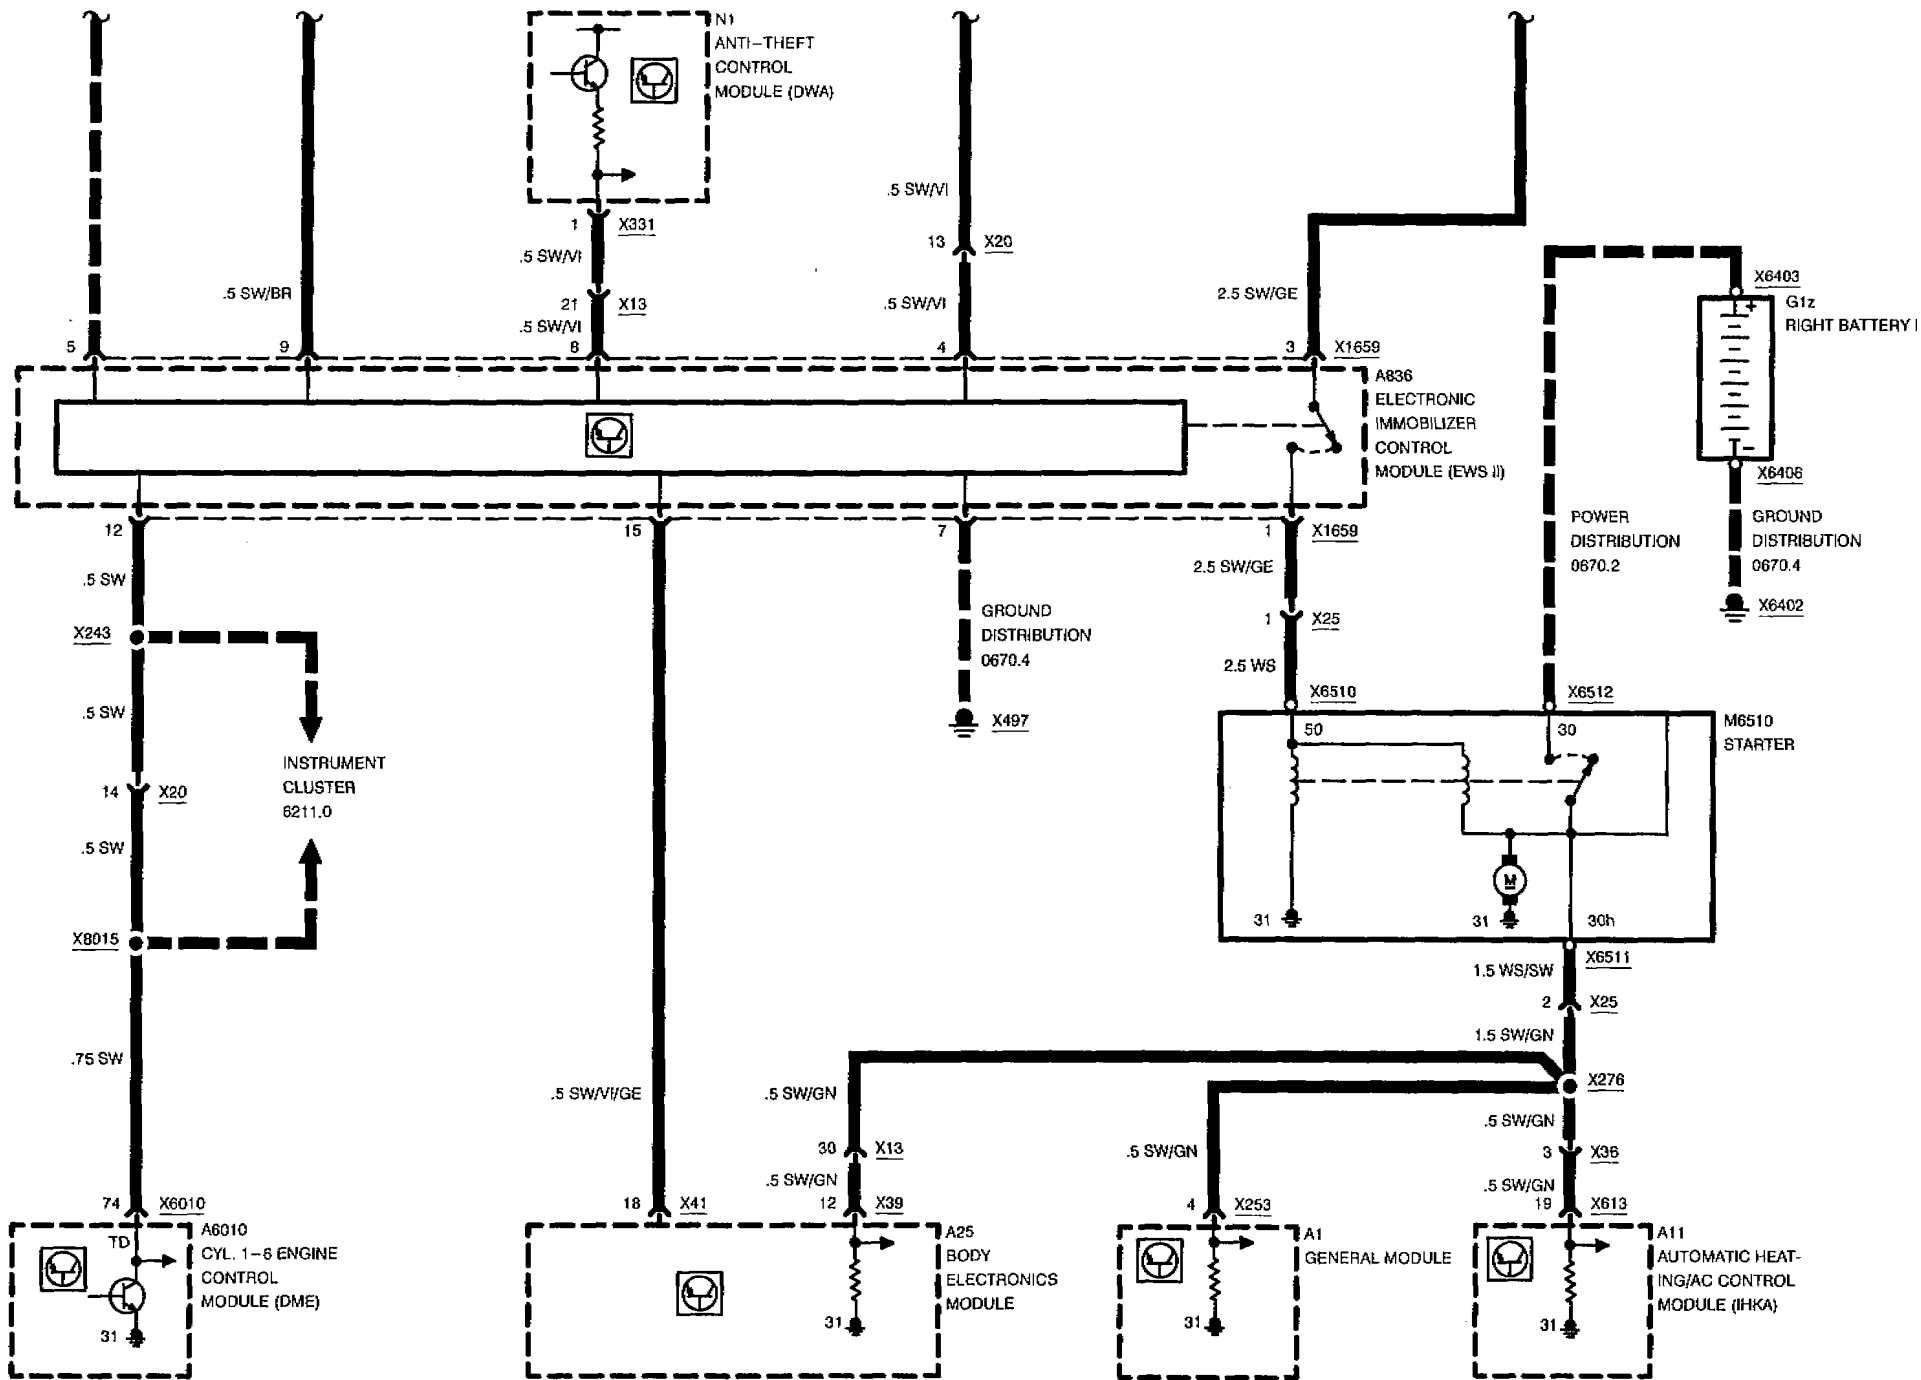 N1
ANTI-THEFT
CONTROL
MODULE (DWA)
.5 SW/VI
1 X331
.5 SW/VI
13 X20
21 X13
.5 SW/BR
.5 SW/VI
.5 SW/VI
2.5 SW/GE
X6403
G1z
RIGHT BATTERY
+
-
X6406
5
9
8
4
3 X1659
A836
ELECTRONIC
IMMOBILIZER
CONTROL
MODULE (EWS II)
12
15
7
1 X1659
POWER
DISTRIBUTION
0670.2
GROUND
DISTRIBUTION
0670.4
X6402
.5 SW
2.5 SW/GE
1 X25
2.5 WS
GROUND
DISTRIBUTION
0670.4
X497
X243
.5 SW
INSTRUMENT
CLUSTER
6211.0
14 X20
.5 SW
X8015
.75 SW
X6510
X6512
M6510
STARTER
50
30
M
31
31
30h
X6511
1.5 WS/SW
2 X25
1.5 SW/GN
X276
.5 SW/VI/GE
.5 SW/GN
.5 SW/GN
.5 SW/GN
30 X13
3 X36
.5 SW/GN
.5 SW/GN
74 X6010
18 X41
12 X39
4 X253
19 X613
A6010
CYL. 1-6 ENGINE
CONTROL
MODULE (DME)
TD
31
A25
BODY
ELECTRONICS
MODULE
31
A1
GENERAL MODULE
31
A11
AUTOMATIC HEAT-
ING/AC CONTROL
MODULE (IHKA)
31